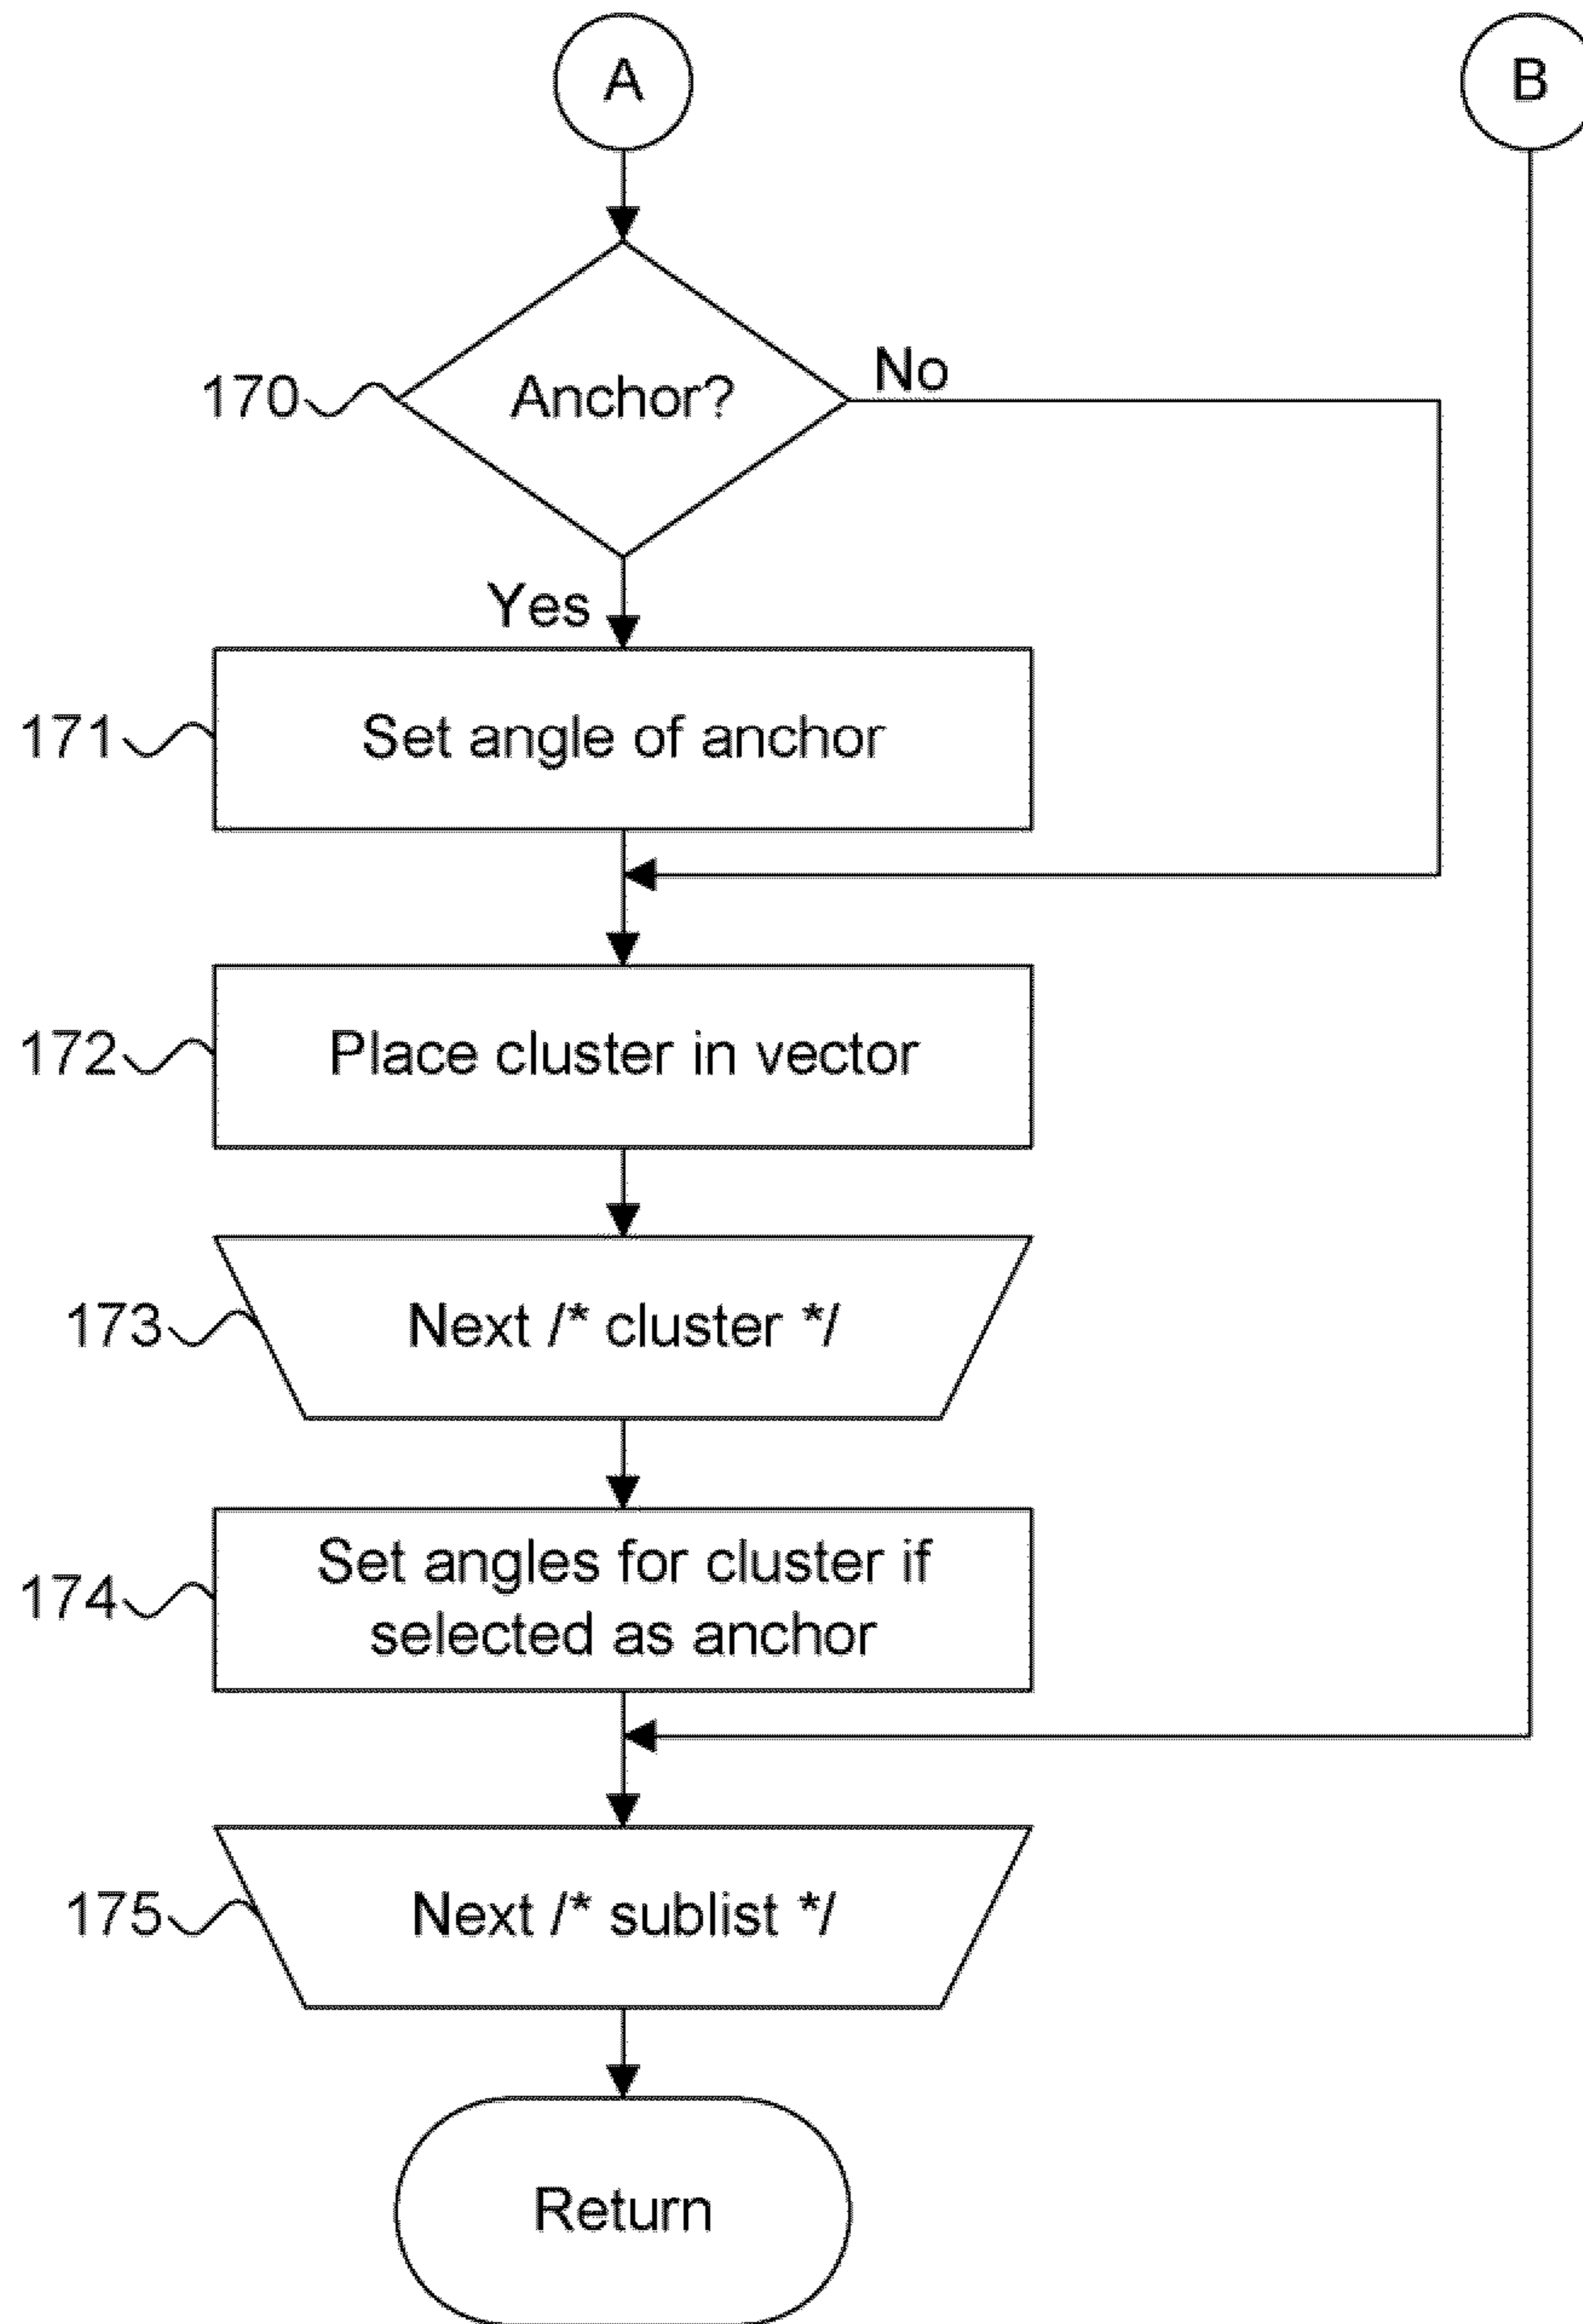 A
B
170
Anchor?
No
Yes
171
Set angle of anchor
172
Place cluster in vector
173
Next /* cluster */
174
Set angles for cluster if
selected as anchor
175
Next /* sublist */
Return